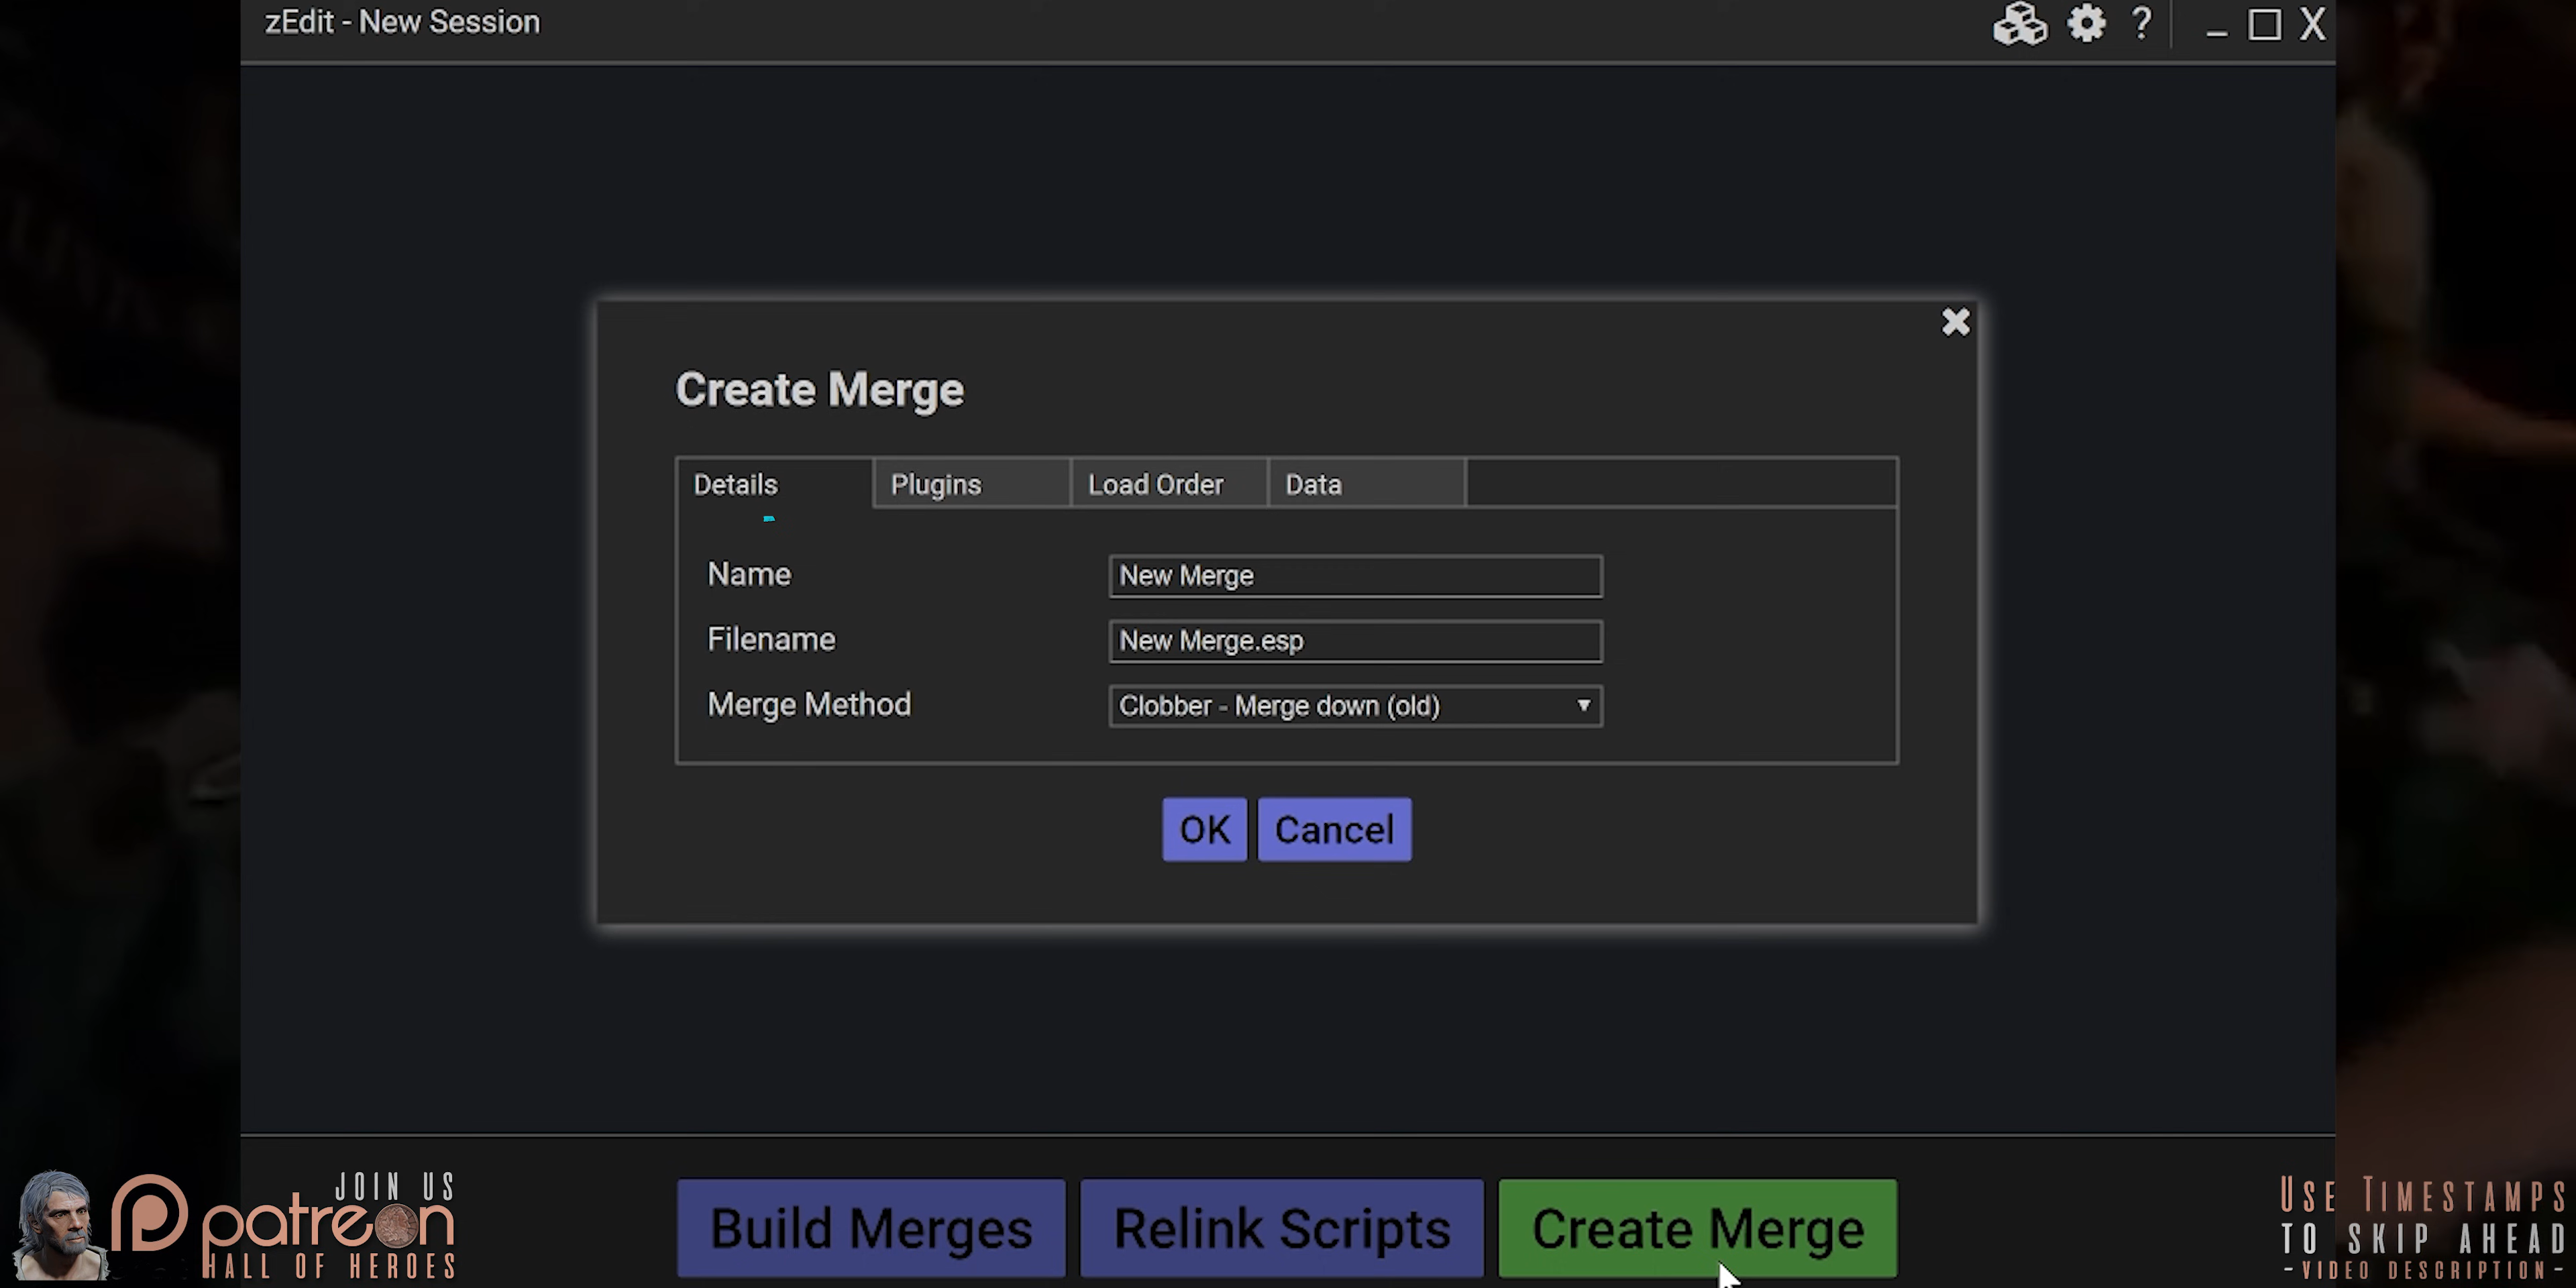 zEdit - New Session
?
X
Create Merge
Details Plugins Load Order Data
Name New Merge
Filename New Merge.esp
Merge Method Clobber - Merge down (old)
OK Cancel
Build Merges Relink Scripts Create Merge
JOIN US
patreon
HALL OF HEROES
USE TIMESTAMPS
TO SKIP AHEAD
-VIDEO DESCRIPTION-